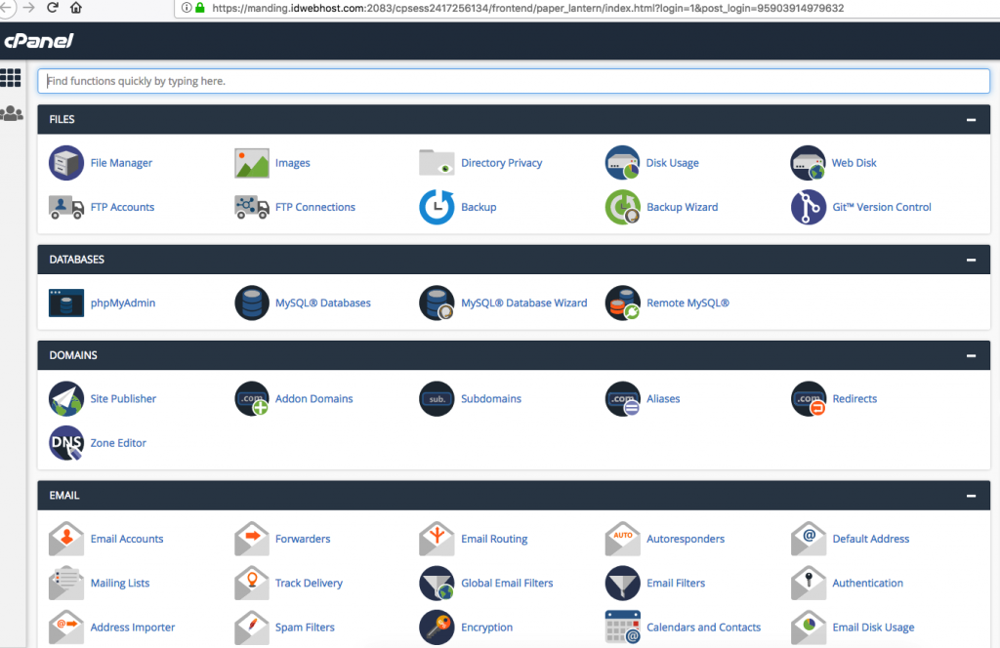 https://manding.idwebhost.com:2083/cpsess2417256134/frontend/paper_lantern/index.html?login=1&post_login=95903914979632
cPanel
Find functions quickly by typing here.
FILES
File Manager Images Directory Privacy Disk Usage Web Disk
FTP Accounts FTP Connections Backup Backup Wizard Git™ Version Control
DATABASES
phpMyAdmin MySQL® Databases MySQL® Database Wizard Remote MySQL®
DOMAINS
Site Publisher .com Addon Domains sub. Subdomains .com Aliases .com Redirects
DNS Zone Editor
EMAIL
Email Accounts Forwarders Email Routing AUTO Autoresponders @ Default Address
Mailing Lists Track Delivery Global Email Filters Email Filters Authentication
@ Address Importer Spam Filters Encryption @ Calendars and Contacts Email Disk Usage